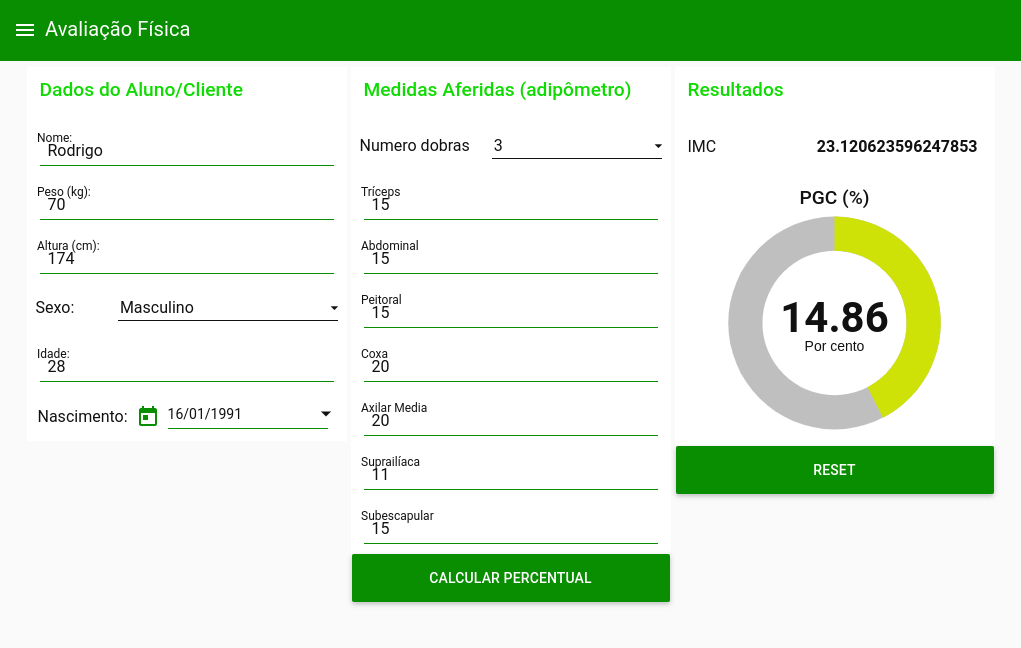 Avaliação Física
Dados do Aluno/Cliente
Nome:
Rodrigo
Peso (kg):
70
Altura (cm):
174
Sexo: Masculino
Idade:
28
Nascimento: 16/01/1991
Medidas Aferidas (adipômetro)
Numero dobras 3
Tríceps
15
Abdominal
15
Peitoral
15
Coxa
20
Axilar Media
20
Suprailíaca
11
Subescapular
15
CALCULAR PERCENTUAL
Resultados
IMC 23.120623596247853
PGC (%)
14.86
Por cento
RESET